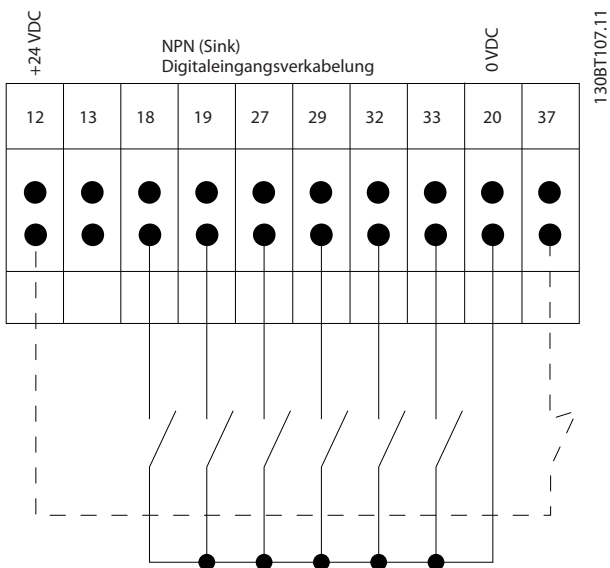 +24 VDC
NPN (Sink)
Digitaleingangsverkabelung
0 VDC
130BT107.11
12 13 18 19 27 29 32 33 20 37